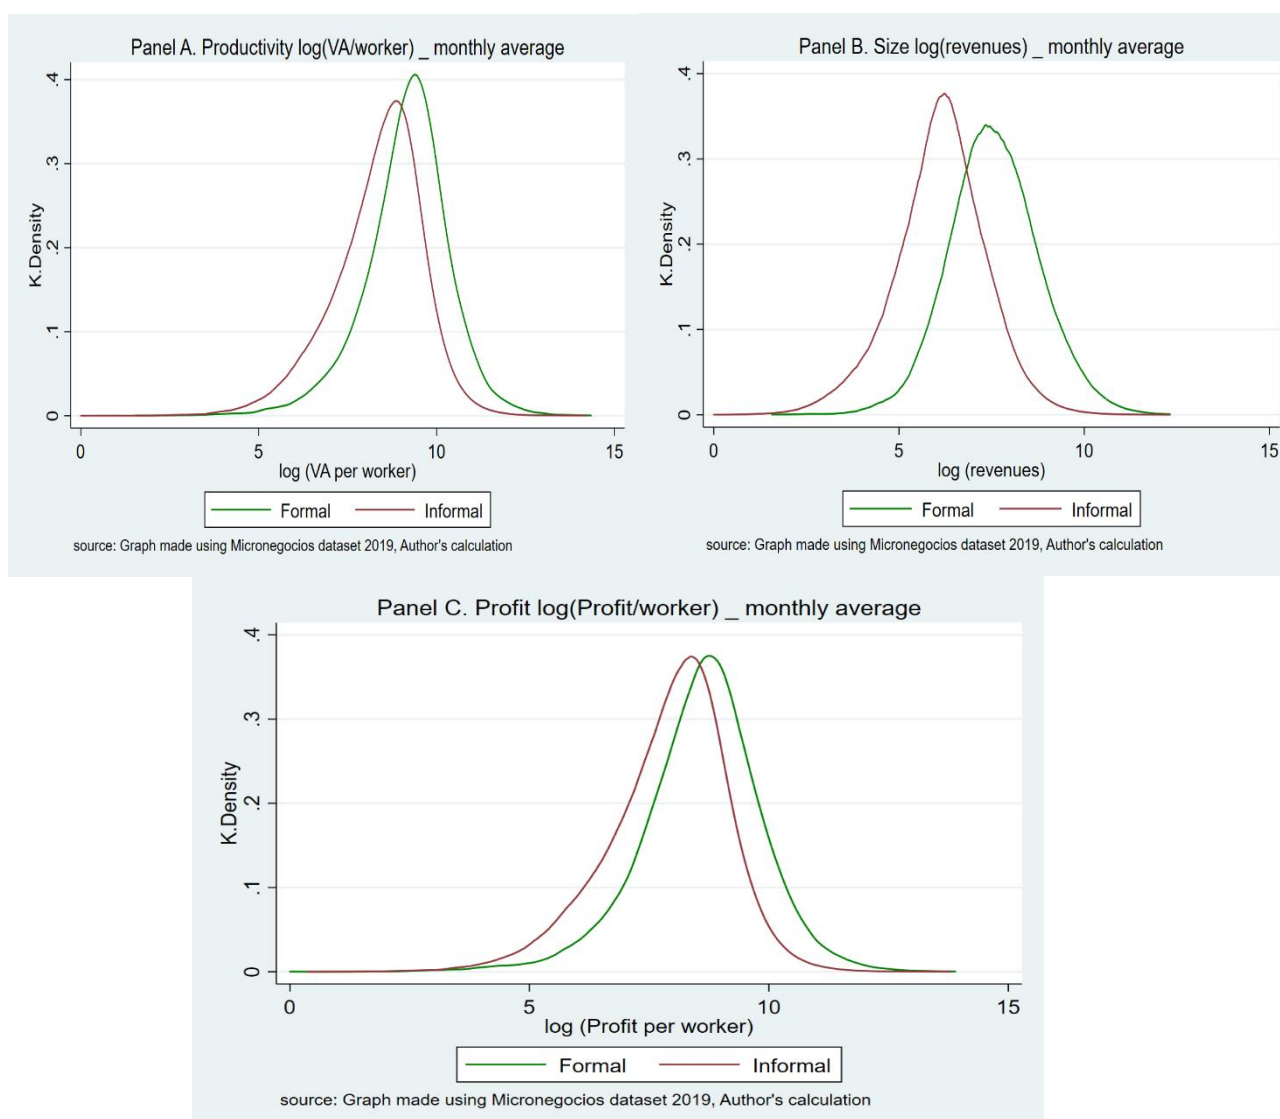 Panel A. Productivity log(VA/worker) _ monthly average
K.Density
.4
.3
.2
.1
0
0 5 10 15
log (VA per worker)
Formal Informal
source: Graph made using Micronegocios dataset 2019, Author's calculation
Panel B. Size log(revenues) _ monthly average
K.Density
.4
.3
.2
.1
0
0 5 10 15
log (revenues)
Formal Informal
source: Graph made using Micronegocios dataset 2019, Author's calculation
Panel C. Profit log(Profit/worker) _ monthly average
K.Density
.4
.3
.2
.1
0
0 5 10 15
log (Profit per worker)
Formal Informal
source: Graph made using Micronegocios dataset 2019, Author's calculation